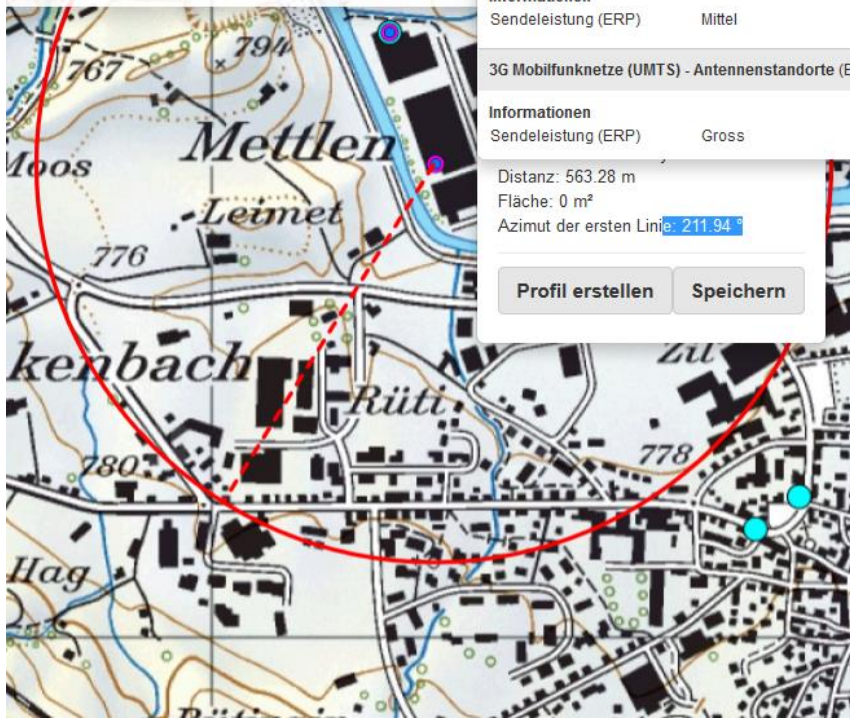 Sendeleistung (ERP) Mittel
3G Mobilfunknetze (UMTS) - Antennenstandorte (E
Informationen
Sendeleistung (ERP) Gross
Distanz: 563.28 m
Fläche: 0 m²
Azimut der ersten Linie: 211.94 °
Profil erstellen Speichern
794
767
Mettlen
Moos
Leimet
776
kenbach
Zil
Rüti
778
780
Hag